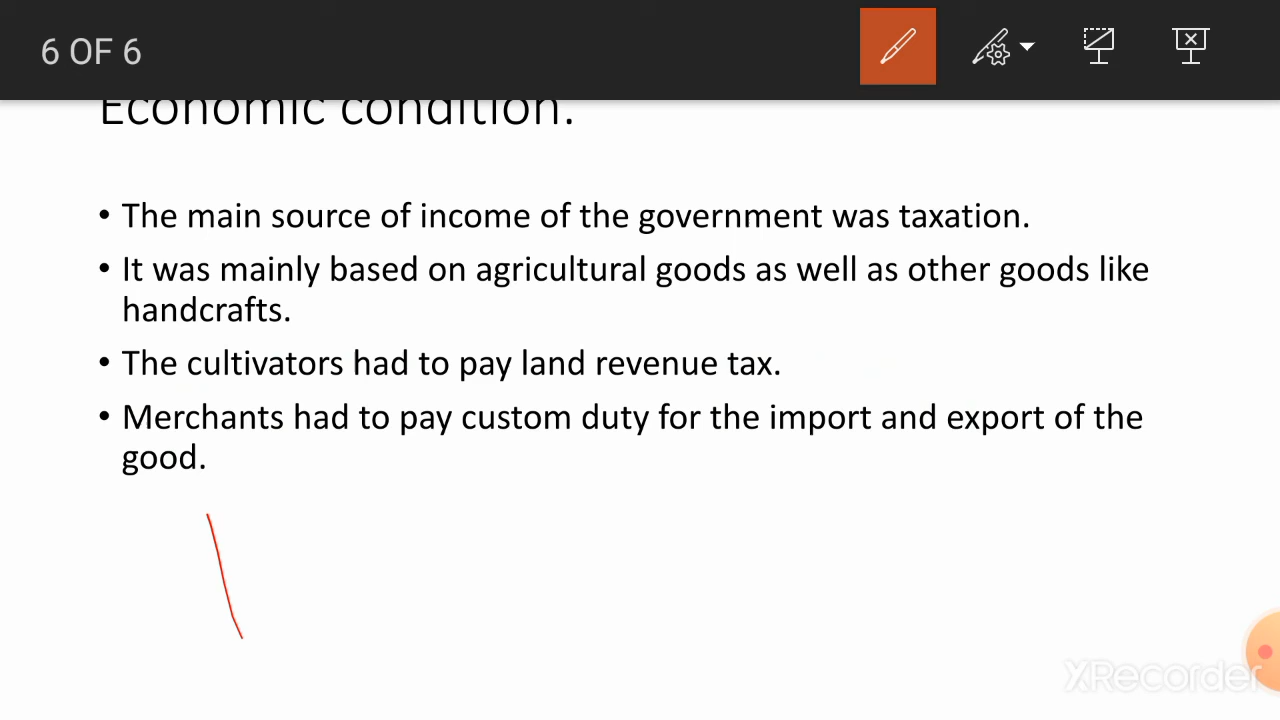 6 OF 6
Economic condition.
• The main source of income of the government was taxation.
• It was mainly based on agricultural goods as well as other goods like
handcrafts.
• The cultivators had to pay land revenue tax.
• Merchants had to pay custom duty for the import and export of the
good.
XRecorder